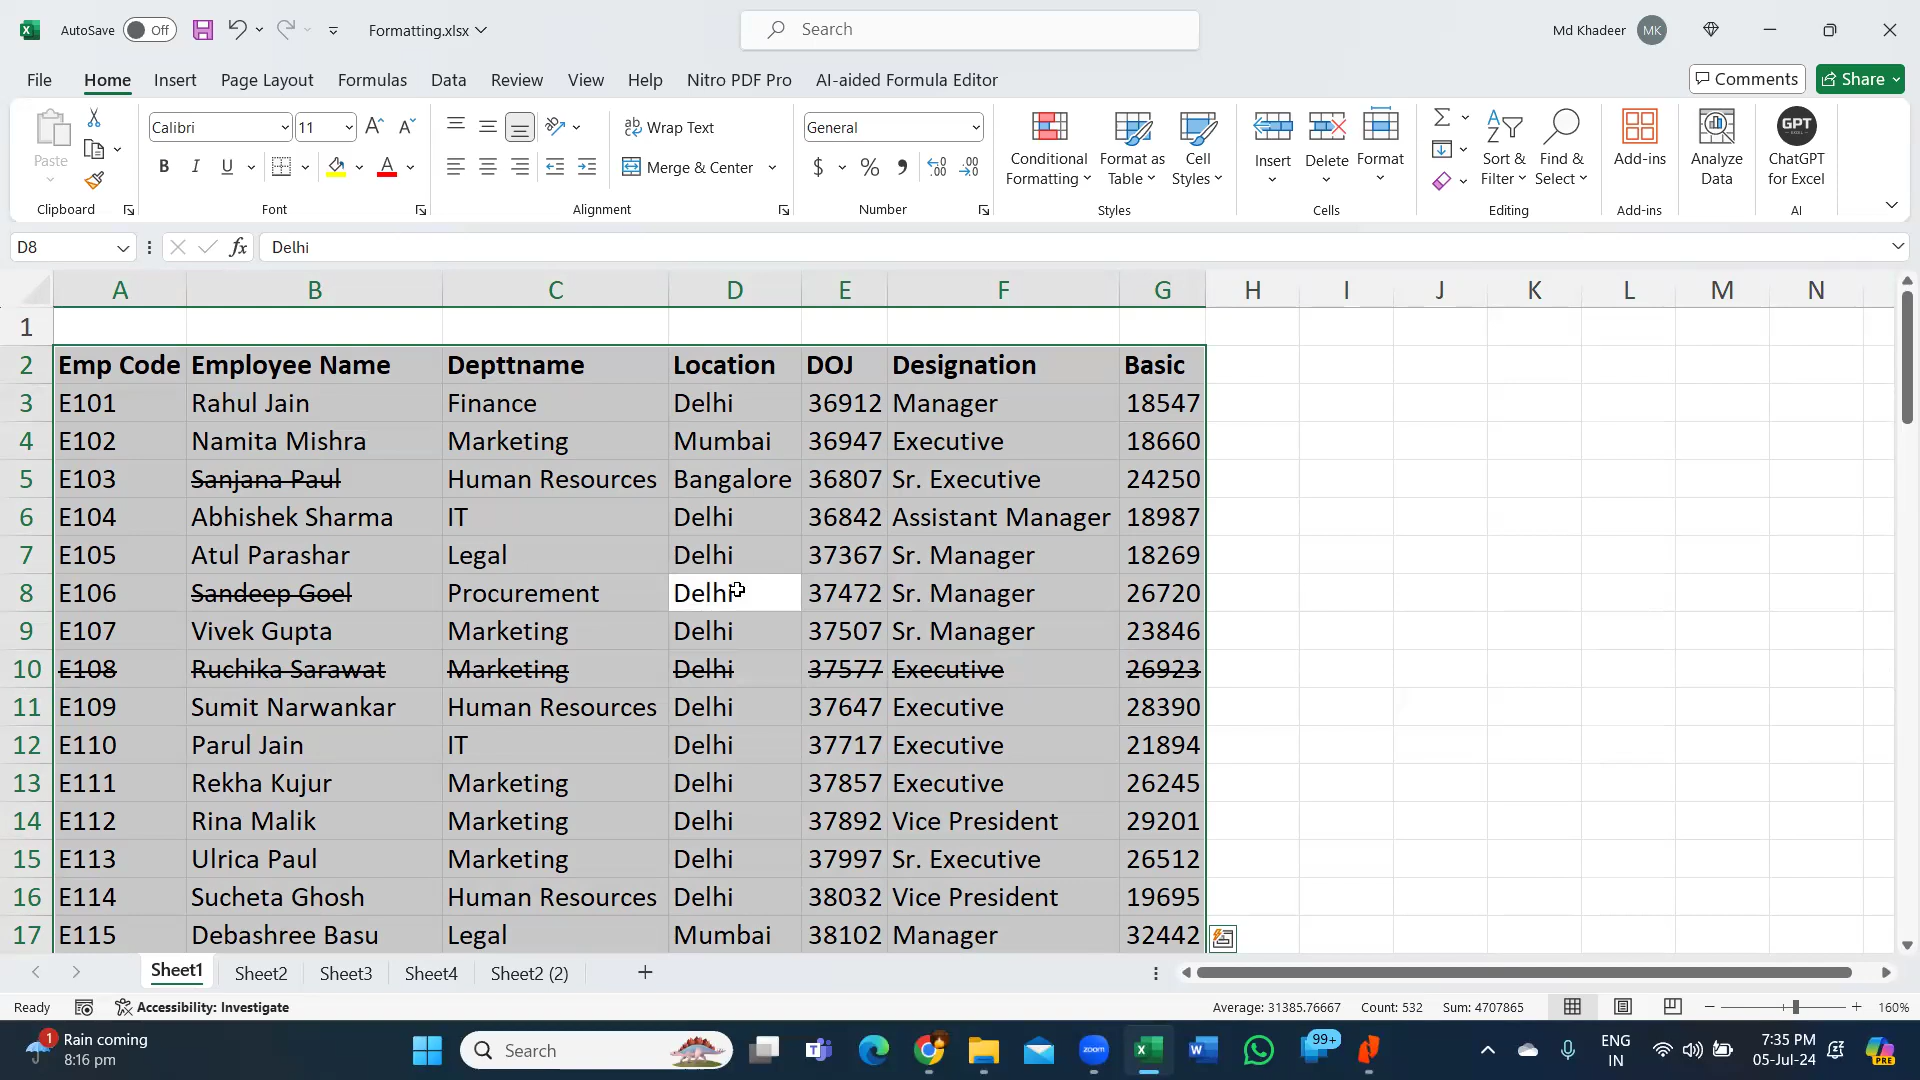 AutoSave Off Formatting.xlsx Search Md Khadeer MK
File Home Insert Page Layout Formulas Data Review View Help Nitro PDF Pro AI-aided Formula Editor Comments Share
Paste Calibri 11 Wrap Text General Conditional Formatting Format as Table Cell Styles Insert Delete Format Sort & Filter Find & Select Add-ins Analyze Data GPT ChatGPT for Excel
B I U Merge & Center $ %
Clipboard Font Alignment Number Styles Cells Editing Add-ins AI
D8 fx Delhi
A B C D E F G H I J K L M N
1
2 Emp Code Employee Name Depttname Location DOJ Designation Basic
3 E101 Rahul Jain Finance Delhi 36912 Manager 18547
4 E102 Namita Mishra Marketing Mumbai 36947 Executive 18660
5 E103 Sanjana Paul Human Resources Bangalore 36807 Sr. Executive 24250
6 E104 Abhishek Sharma IT Delhi 36842 Assistant Manager 18987
7 E105 Atul Parashar Legal Delhi 37367 Sr. Manager 18269
8 E106 Sandeep Goel Procurement Delhi 37472 Sr. Manager 26720
9 E107 Vivek Gupta Marketing Delhi 37507 Sr. Manager 23846
10 E108 Ruchika Sarawat Marketing Delhi 37577 Executive 26923
11 E109 Sumit Narwankar Human Resources Delhi 37647 Executive 28390
12 E110 Parul Jain IT Delhi 37717 Executive 21894
13 E111 Rekha Kujur Marketing Delhi 37857 Executive 26245
14 E112 Rina Malik Marketing Delhi 37892 Vice President 29201
15 E113 Ulrica Paul Marketing Delhi 37997 Sr. Executive 26512
16 E114 Sucheta Ghosh Human Resources Delhi 38032 Vice President 19695
17 E115 Debashree Basu Legal Mumbai 38102 Manager 32442
Sheet1 Sheet2 Sheet3 Sheet4 Sheet2 (2)
Ready Accessibility: Investigate Average: 31385.76667 Count: 532 Sum: 4707865 160%
1 Rain coming Search zoom 99+ ENG 7:35 PM
8:16 pm IN 05-Jul-24 PRE